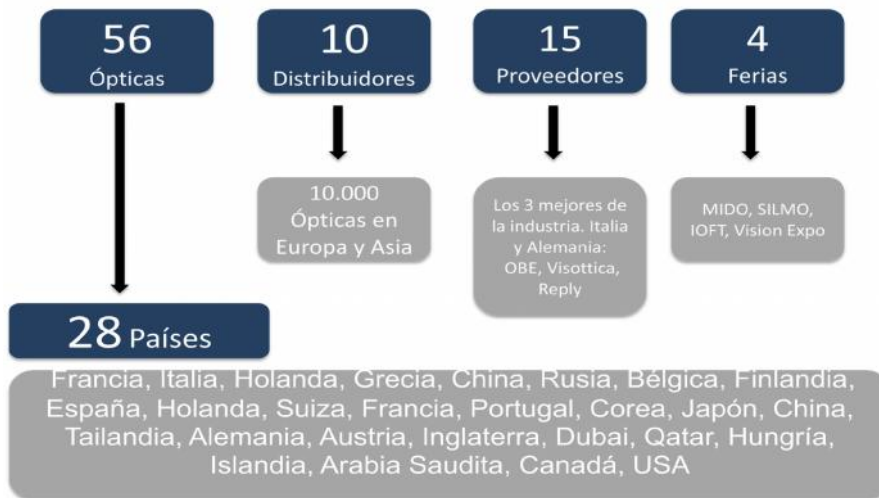 56
Ópticas
10
Distribuidores
15
Proveedores
4
Ferias
10.000
Ópticas en
Europa y Asia
Los 3 mejores de
la industria. Italia
y Alemania:
OBE, Visottica,
Reply
MIDO, SILMO,
IOFT, Vision Expo
28 Países
Francia, Italia, Holanda, Grecia, China, Rusia, Bélgica, Finlandia,
España, Holanda, Suiza, Francia, Portugal, Corea, Japón, China,
Tailandia, Alemania, Austria, Inglaterra, Dubai, Qatar, Hungría,
Islandia, Arabia Saudita, Canadá, USA